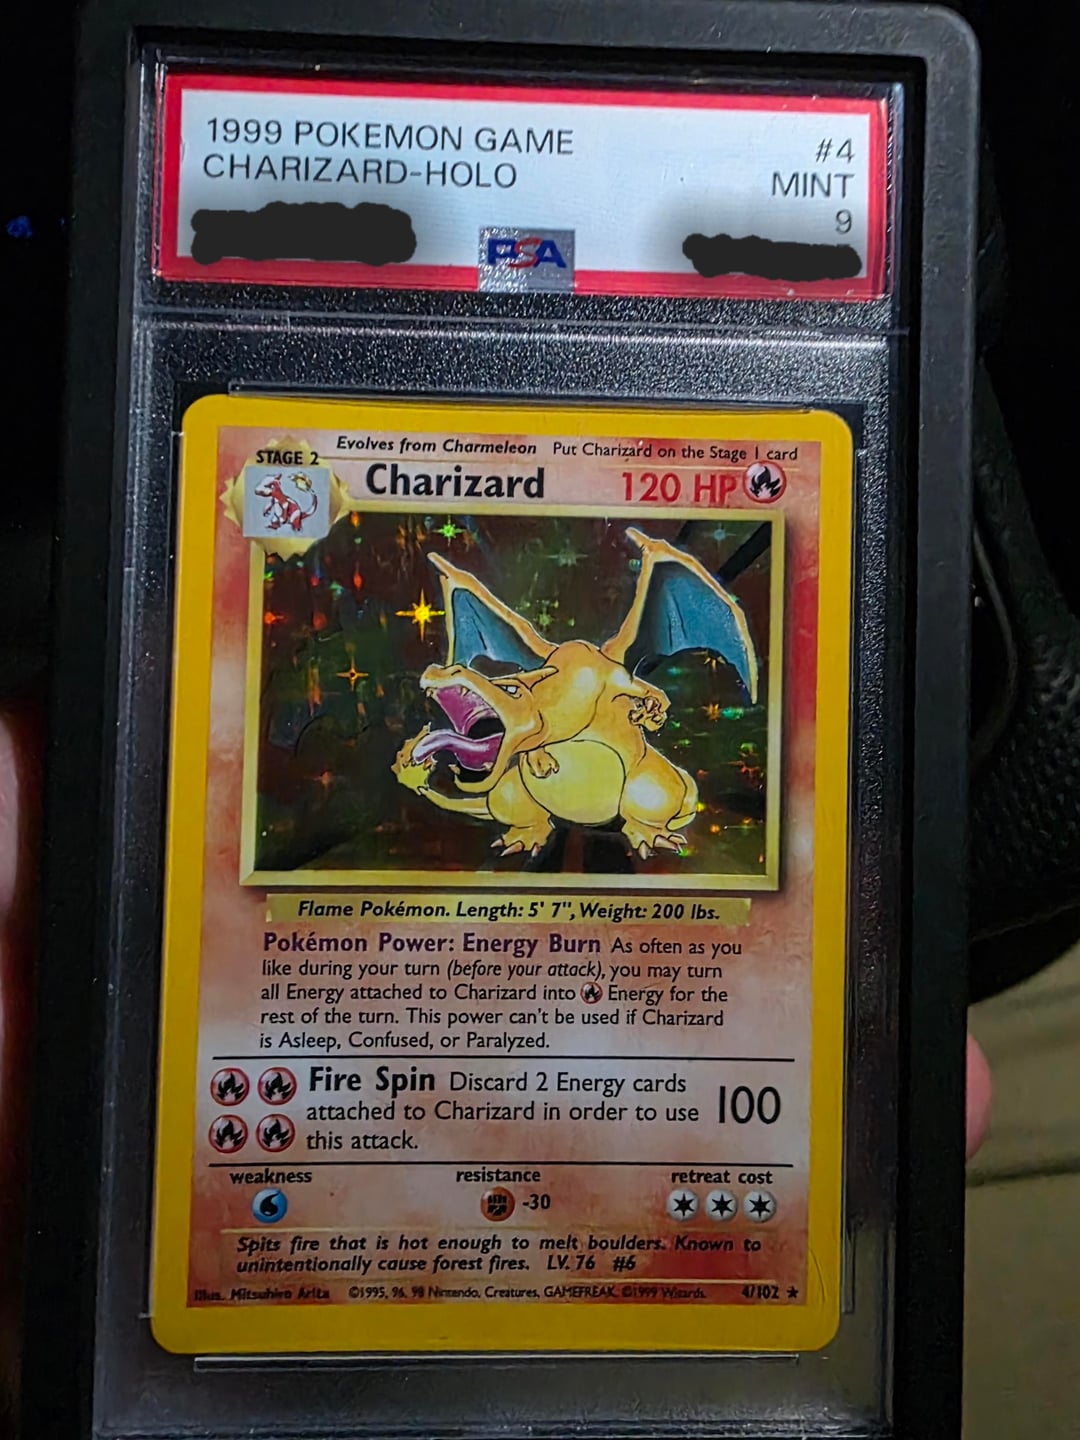 1999 POKEMON GAME #4
CHARIZARD-HOLO MINT
9
PSA
STAGE 2 Evolves from Charmeleon Put Charizard on the Stage 1 card
Charizard 120 HP
Flame Pokémon. Length: 5' 7", Weight: 200 lbs.
Pokémon Power: Energy Burn As often as you
like during your turn (before your attack), you may turn
all Energy attached to Charizard into Energy for the
rest of the turn. This power can't be used if Charizard
is Asleep, Confused, or Paralyzed.
Fire Spin Discard 2 Energy cards
attached to Charizard in order to use 100
this attack.
weakness resistance retreat cost
-30
Spits fire that is hot enough to melt boulders. Known to
unintentionally cause forest fires. LV. 76 #6
Illus. Mitsuhiro Arita ©1995, 96, 98 Nintendo, Creatures, GAMEFREAK. ©1999 Wizards. 4/102 ★